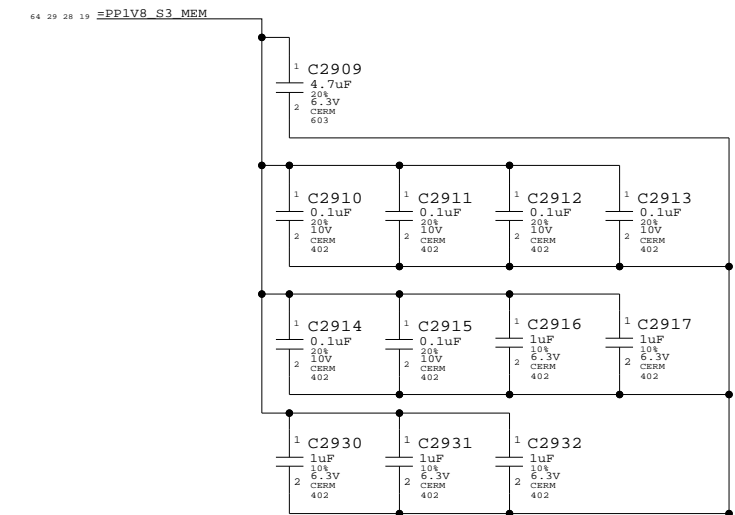 64 29 28 19 =PP1V8_S3_MEM
1 C2909
4.7uF
20%
6.3V
2 CERM
603
1 C2910 1 C2911 1 C2912 1 C2913
0.1uF 0.1uF 0.1uF 0.1uF
20% 20% 20% 20%
10V 10V 10V 10V
2 CERM 2 CERM 2 CERM 2 CERM
402 402 402 402
1 C2914 1 C2915 1 C2916 1 C2917
0.1uF 0.1uF 1uF 1uF
20% 20% 10% 10%
10V 10V 6.3V 6.3V
2 CERM 2 CERM 2 CERM 2 CERM
402 402 402 402
1 C2930 1 C2931 1 C2932
1uF 1uF 1uF
10% 10% 10%
6.3V 6.3V 6.3V
2 CERM 2 CERM 2 CERM
402 402 402